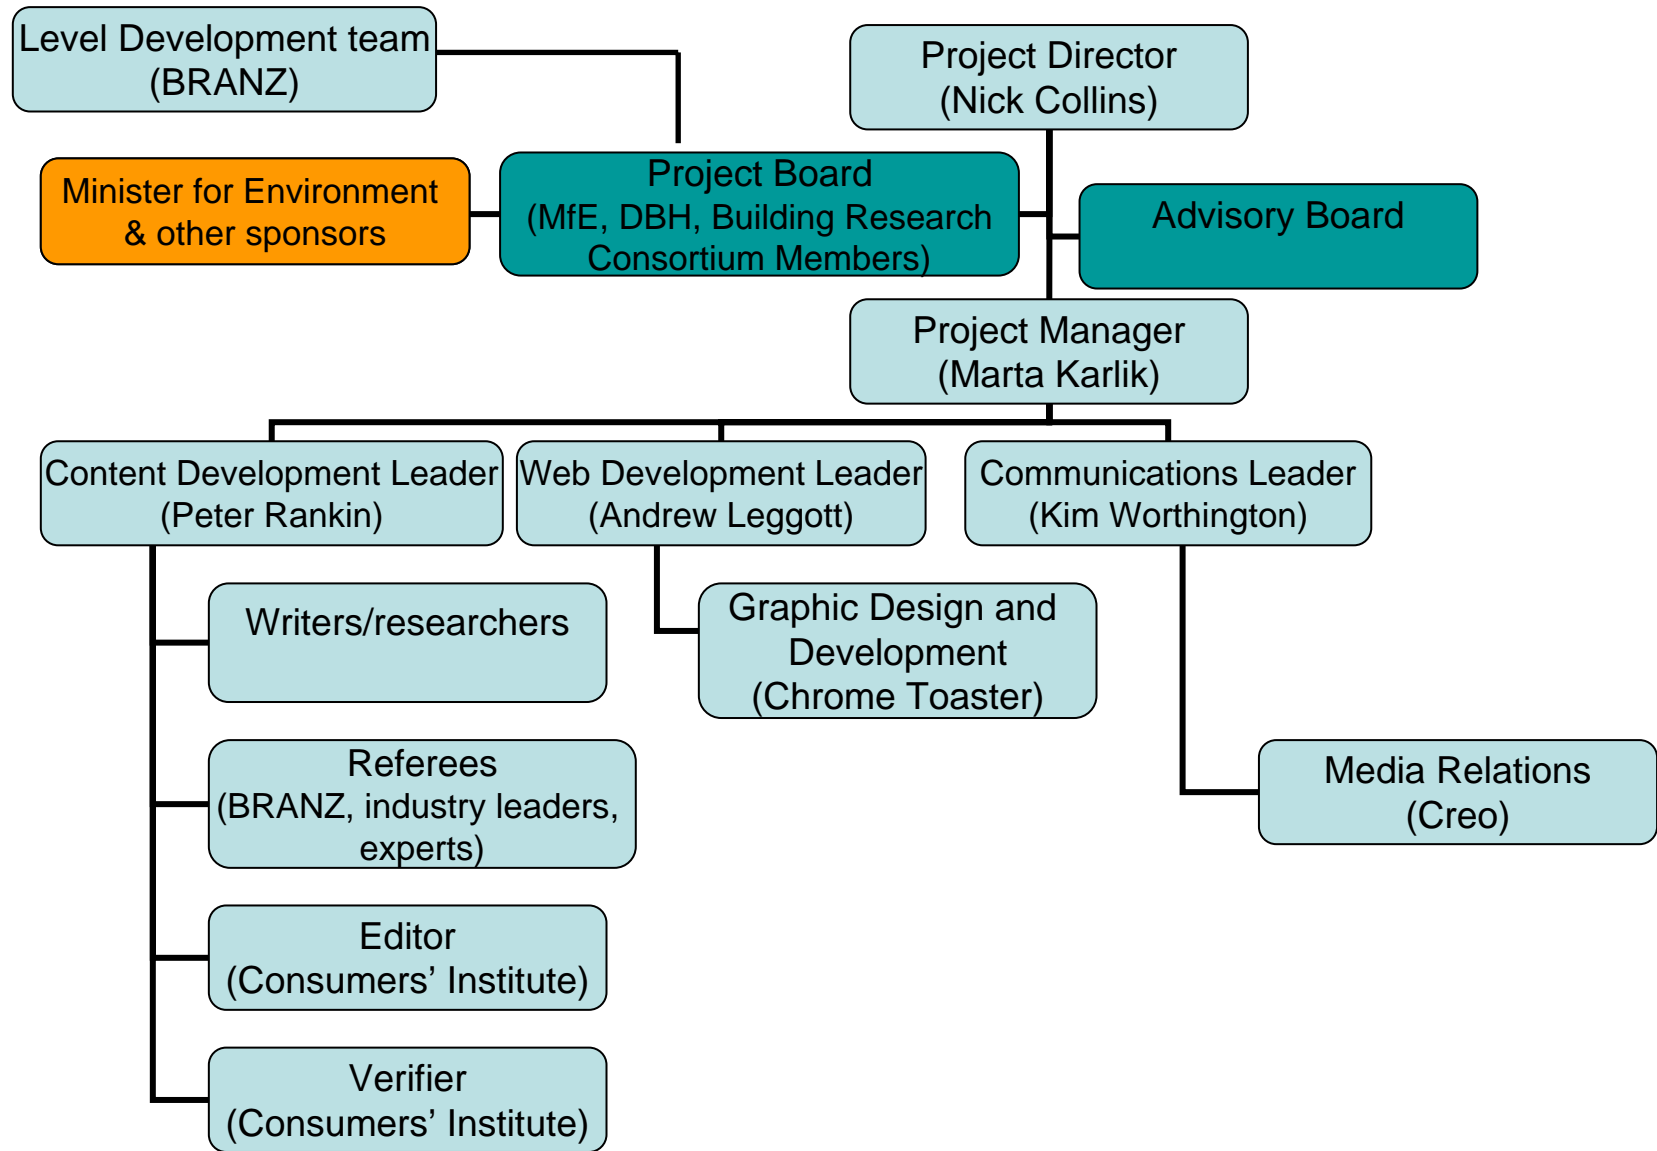 Level Development team
(BRANZ)
Project Director
(Nick Collins)
Minister for Environment
& other sponsors
Project Board
(MfE, DBH, Building Research
Consortium Members)
Advisory Board
Project Manager
(Marta Karlik)
Content Development Leader
(Peter Rankin)
Web Development Leader
(Andrew Leggott)
Communications Leader
(Kim Worthington)
Writers/researchers
Graphic Design and
Development
(Chrome Toaster)
Referees
(BRANZ, industry leaders,
experts)
Media Relations
(Creo)
Editor
(Consumers’ Institute)
Verifier
(Consumers’ Institute)